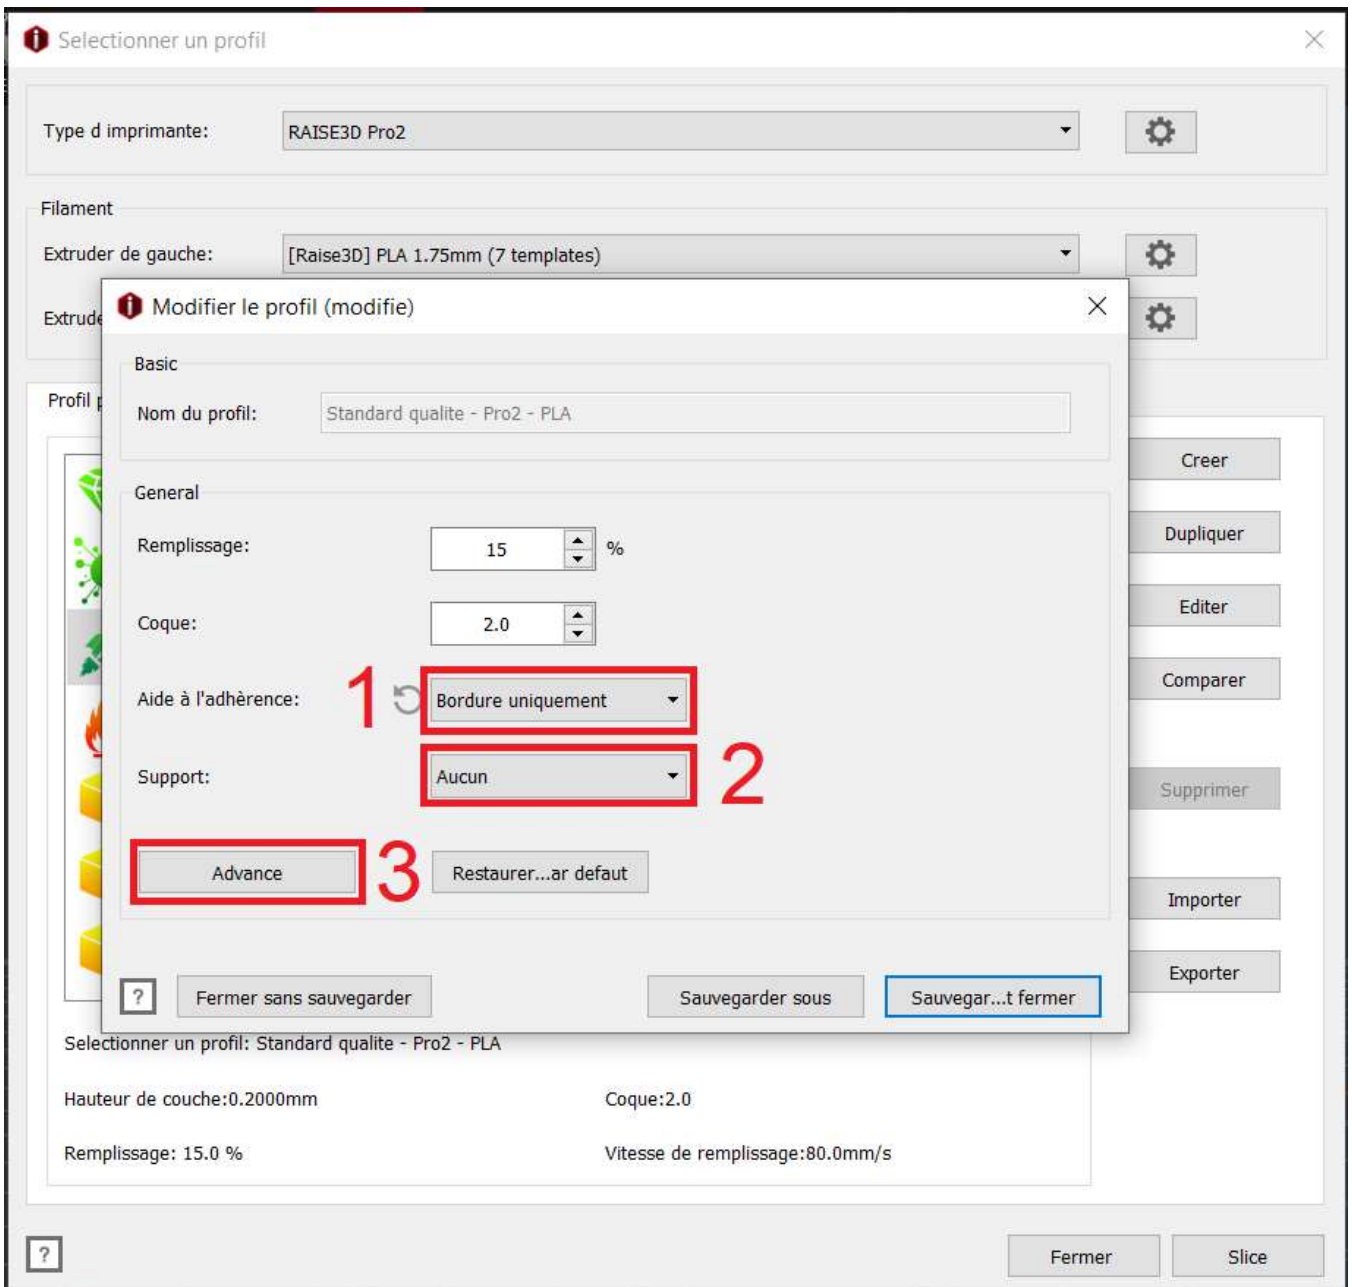 Selectionner un profil
Type d imprimante: RAISE3D Pro2
Filament
Extruder de gauche: [Raise3D] PLA 1.75mm (7 templates)
Modifier le profil (modifie)
Basic
Nom du profil: Standard qualite - Pro2 - PLA
Profil
Creer
General
Remplissage: 15 %
Dupliquer
Editer
Coque: 2.0
Comparer
Aide à l'adhèrence: 1 Bordure uniquement
Support: Aucun 2
Supprimer
Advance 3 Restaurer...ar defaut
Importer
Exporter
? Fermer sans sauvegarder Sauvegarder sous Sauvegar...t fermer
Selectionner un profil: Standard qualite - Pro2 - PLA
Hauteur de couche:0.2000mm Coque:2.0
Remplissage: 15.0 % Vitesse de remplissage:80.0mm/s
? Fermer Slice